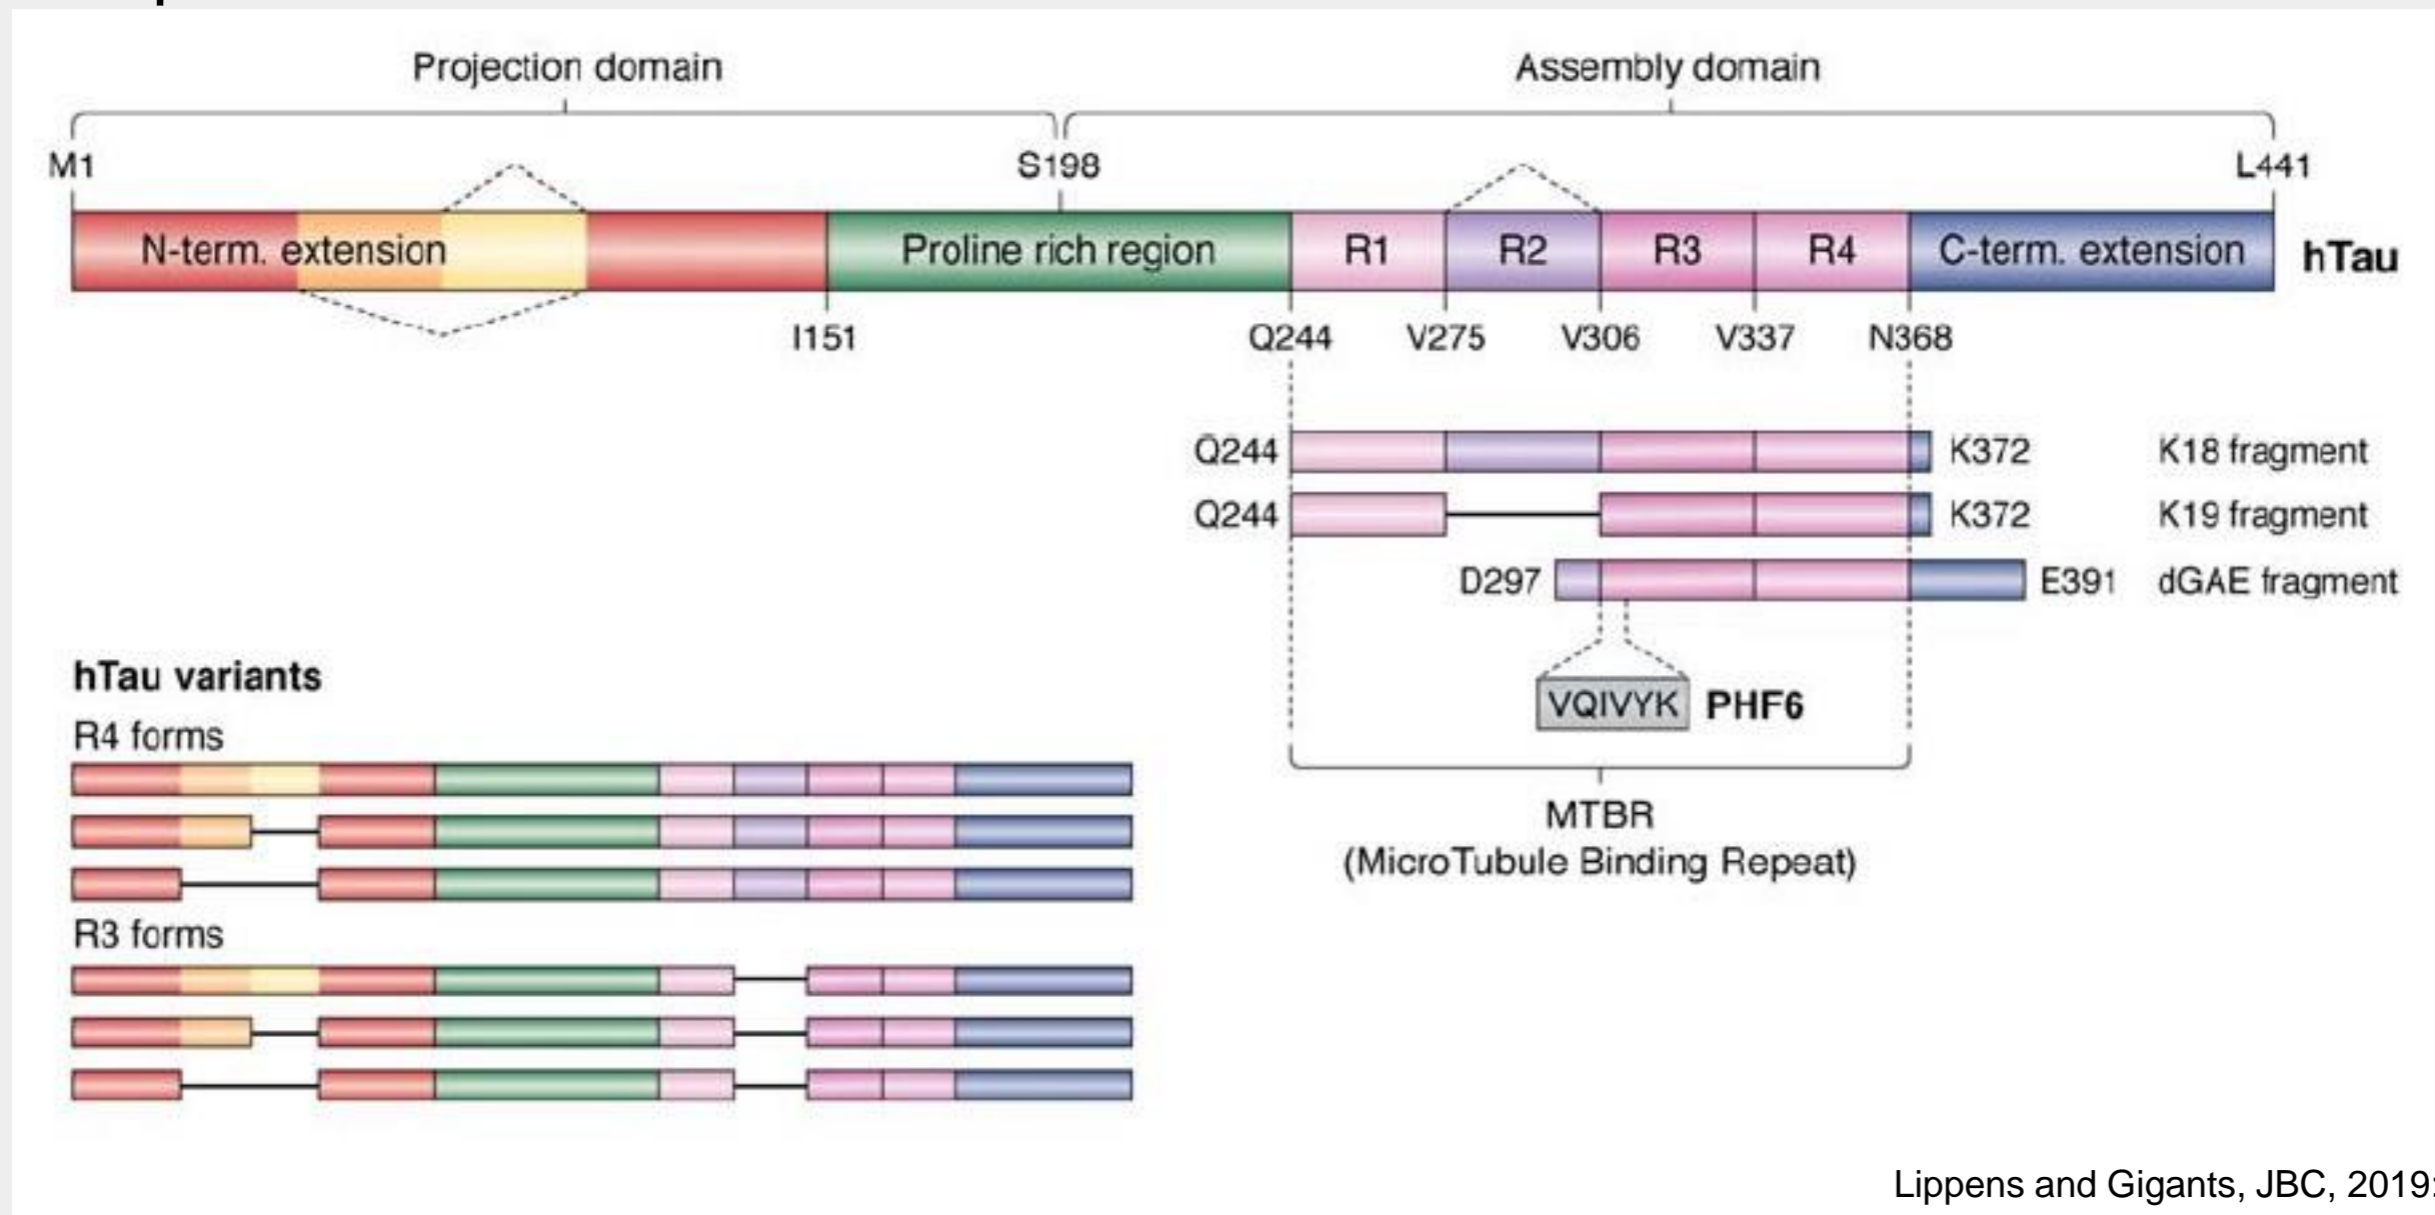 Projection domain
Assembly domain
M1
S198
L441
N-term. extension
Proline rich region
R1
R2
R3
R4
C-term. extension
hTau
I151
Q244
V275
V306
V337
N368
Q244
K372
K18 fragment
Q244
K372
K19 fragment
D297
E391
dGAE fragment
VQIVYK
PHF6
MTBR
(MicroTubule Binding Repeat)
hTau variants
R4 forms
R3 forms
Lippens and Gigants, JBC, 2019